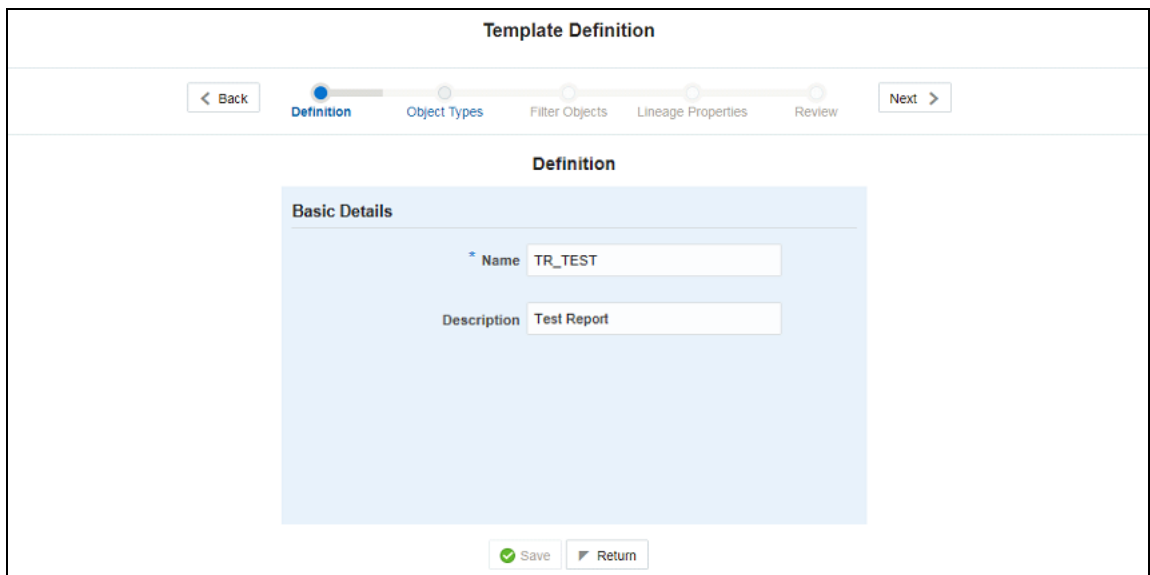 Template Definition
Back
Definition Object Types Filter Objects Lineage Properties Review
Next
Definition
Basic Details
* Name TR_TEST
Description Test Report
Save Return